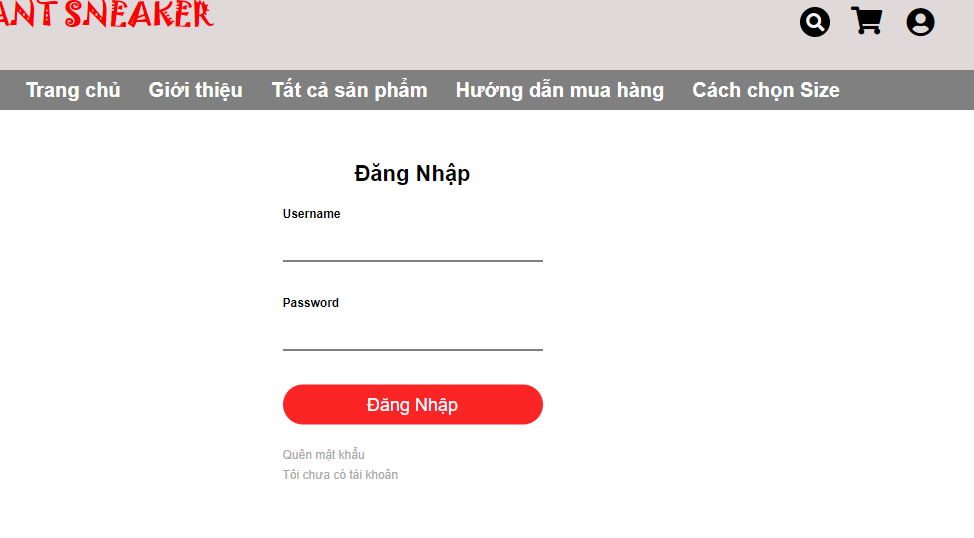 ANT SNEAKER
Trang chủ Giới thiệu Tất cả sản phẩm Hướng dẫn mua hàng Cách chọn Size
Đăng Nhập
Username
Password
Đăng Nhập
Quên mật khẩu
Tôi chưa có tài khoản